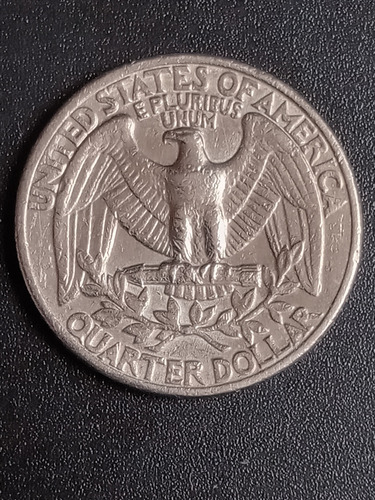 UNITED STATES OF AMERICA
E PLURIBUS
UNUM
QUARTER DOLLAR